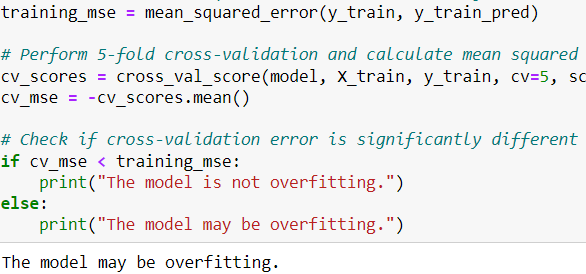 training_mse = mean_squared_error(y_train, y_train_pred)
# Perform 5-fold cross-validation and calculate mean squared
cv_scores = cross_val_score(model, X_train, y_train, cv=5, sc
cv_mse = -cv_scores.mean()
# Check if cross-validation error is significantly different
if cv_mse < training_mse:
    print("The model is not overfitting.")
else:
    print("The model may be overfitting.")
The model may be overfitting.